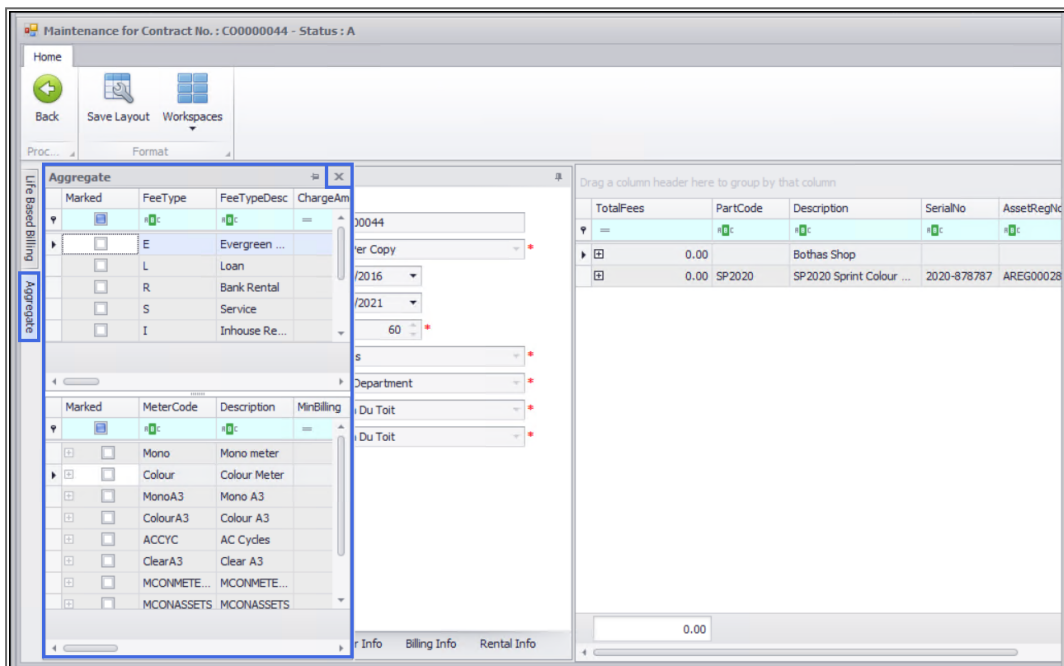 Maintenance for Contract No. : CO0000044 - Status : A
Home
Back
Save Layout
Workspaces
Proc...
Format
Life Based Billing
Aggregate
Aggregate
Marked FeeType FeeTypeDesc ChargeAm
E Evergreen ...
L Loan
R Bank Rental
S Service
I Inhouse Re...
Marked MeterCode Description MinBilling
Mono Mono meter
Colour Colour Meter
MonoA3 Mono A3
ColourA3 Colour A3
ACCYC AC Cycles
ClearA3 Clear A3
MCONMETE... MCONMETE...
MCONASSETS MCONASSETS
00044
Per Copy *
/2016
/2021
60 *
s *
Department *
Du Toit *
Du Toit *
r Info Billing Info Rental Info
Drag a column header here to group by that column
TotalFees PartCode Description SerialNo AssetRegNo
0.00 Bothas Shop
0.00 SP2020 SP2020 Sprint Colour ... 2020-878787 AREG00028
0.00